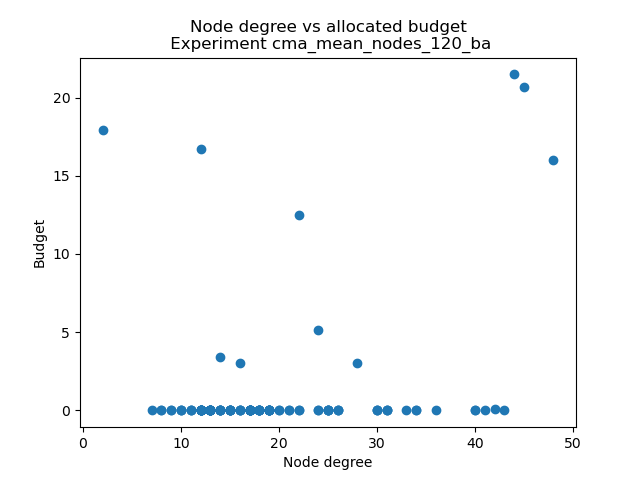 Node degree vs allocated budget
Experiment cma_mean_nodes_120_ba
20
15
10
5
0
Budget
0 10 20 30 40 50
Node degree